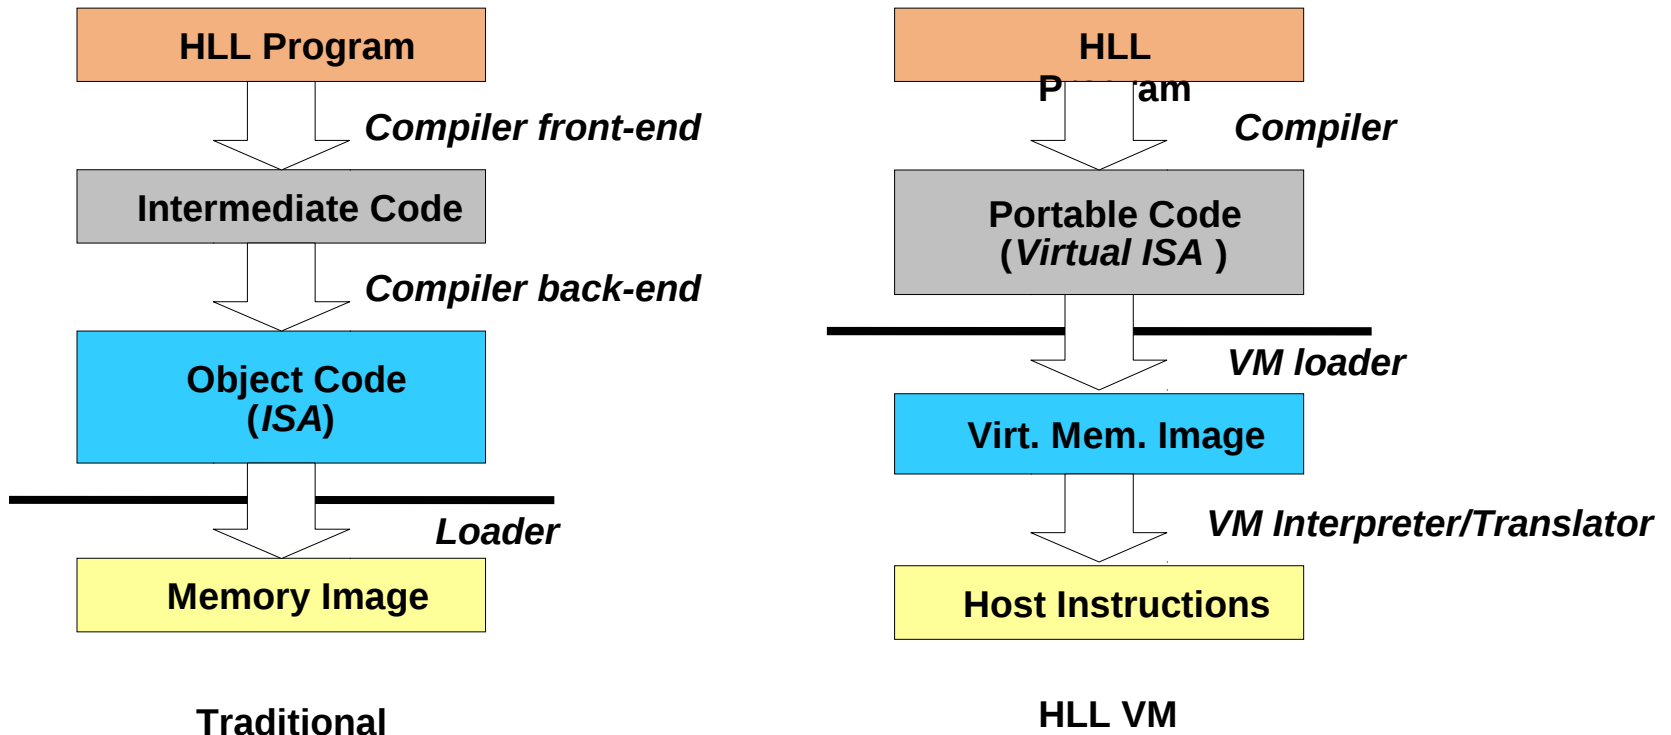 HLL Program
Compiler front-end
Intermediate Code
Compiler back-end
Object Code
(ISA)
Loader
Memory Image
Traditional
HLL
Compiler
Portable Code
(Virtual ISA )
VM loader
Virt. Mem. Image
VM Interpreter/Translator
Host Instructions
HLL VM